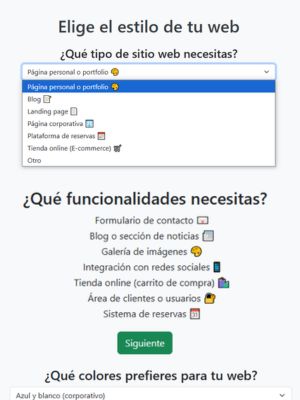 Elige el estilo de tu web
¿Qué tipo de sitio web necesitas?
Página personal o portfolio 🎨
Página personal o portfolio 🎨
Blog 📝
Landing page 📄
Página corporativa 🏢
Plataforma de reservas 📅
Tienda online (E-commerce) 🛒
Otro
¿Qué funcionalidades necesitas?
Formulario de contacto 📧
Blog o sección de noticias 📰
Galería de imágenes 🎨
Integración con redes sociales 📱
Tienda online (carrito de compra) 🛍️
Área de clientes o usuarios 🔐
Sistema de reservas 📅
Siguiente
¿Qué colores prefieres para tu web?
Azul y blanco (corporativo)